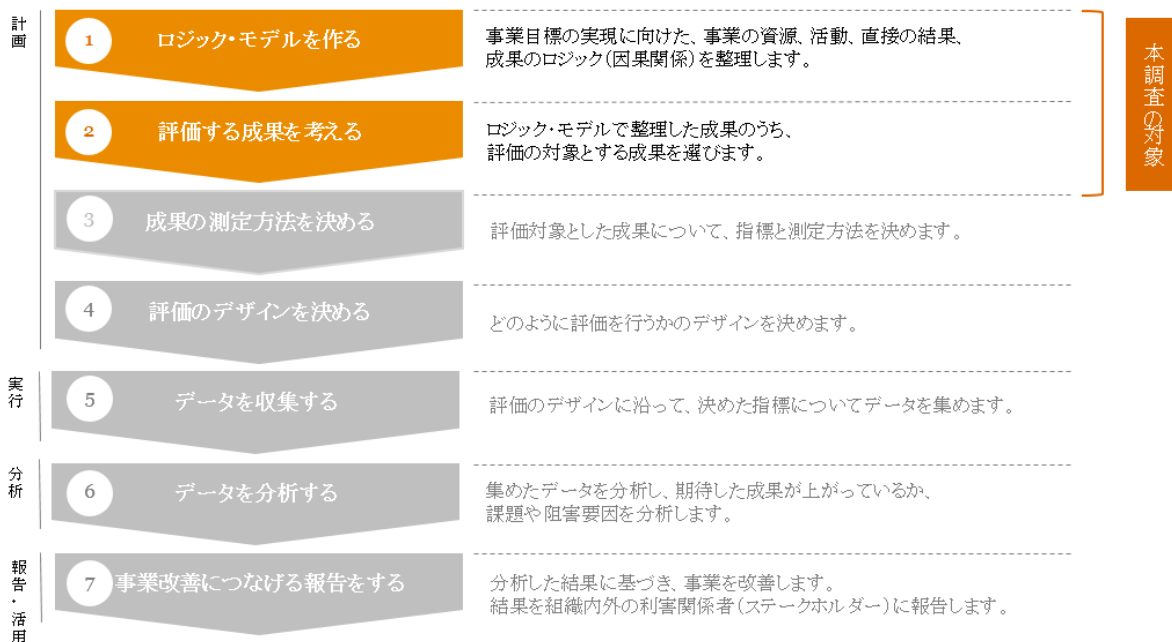 計画
1 ロジック・モデルを作る
事業目標の実現に向けた、事業の資源、活動、直接の結果、
成果のロジック(因果関係)を整理します。
本調査の対象
2 評価する成果を考える
ロジック・モデルで整理した成果のうち、
評価の対象とする成果を選びます。
3 成果の測定方法を決める
評価対象とした成果について、指標と測定方法を決めます。
4 評価のデザインを決める
どのように評価を行うかのデザインを決めます。
実行
5 データを収集する
評価のデザインに沿って、決めた指標についてデータを集めます。
分析
6 データを分析する
集めたデータを分析し、期待した成果が上がっているか、
課題や阻害要因を分析します。
報告・活用
7 事業改善につなげる報告をする
分析した結果に基づき、事業を改善します。
結果を組織内外の利害関係者(ステークホルダー)に報告します。